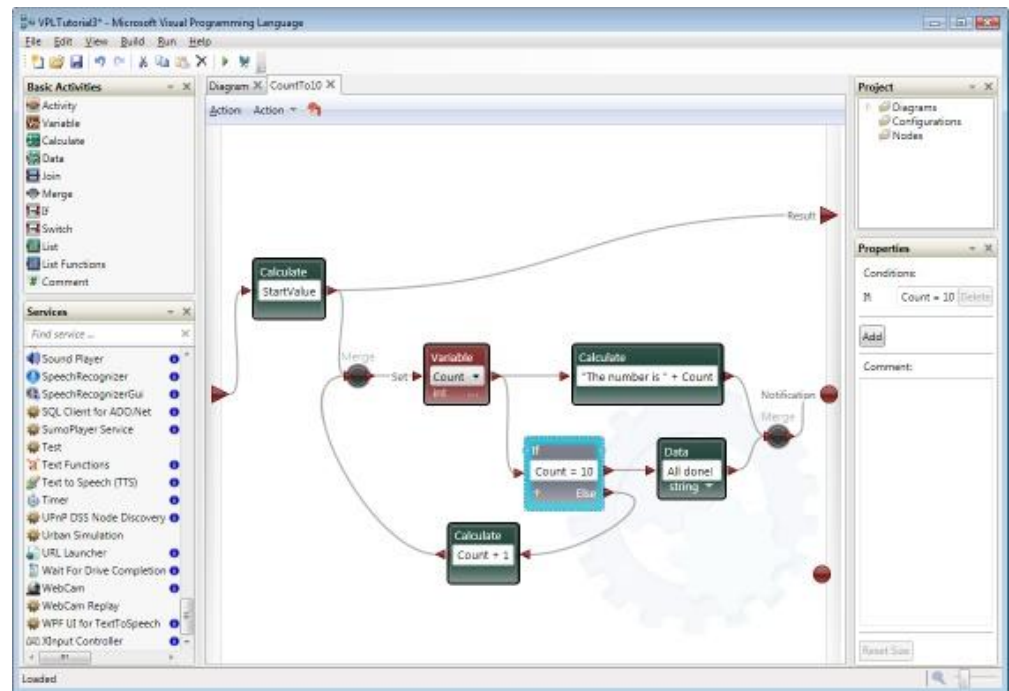 VPLTutorial3* - Microsoft Visual Programming Language
File Edit View Build Run Help
Basic Activities
Activity
Variable
Calculate
Data
Join
Merge
If
Switch
List
List Functions
# Comment
Services
Find service ...
Sound Player
SpeechRecognizer
SpeechRecognizerGui
SQL Client for ADO.Net
SumoPlayer Service
Test
Text Functions
Text to Speech (TTS)
Timer
UPnP DSS Node Discovery
Urban Simulation
URL Launcher
Wait For Drive Completion
WebCam
WebCam Replay
WPF UI for TextToSpeech
XInput Controller
Loaded
Diagram CountTo10
Action: Action
Result
Calculate
StartValue
Merge
Set
Variable
Count
int ...
Calculate
"The number is " + Count
Notification
Merge
If
Count = 10
Else
Data
All done!
string
Calculate
Count + 1
Project
Diagrams
Configurations
Nodes
Properties
Conditions:
If: Count = 10 Delete
Add
Comment:
Reset Size